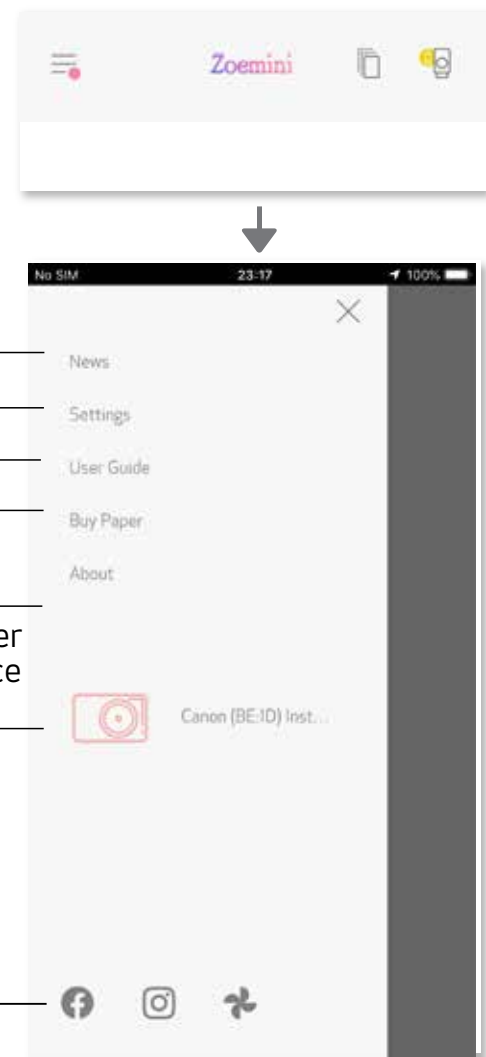 Zoemini
No SIM 23:17 100%
News
Settings
User Guide
Buy Paper
About
er
ce
Canon (BE:1D) Inst...